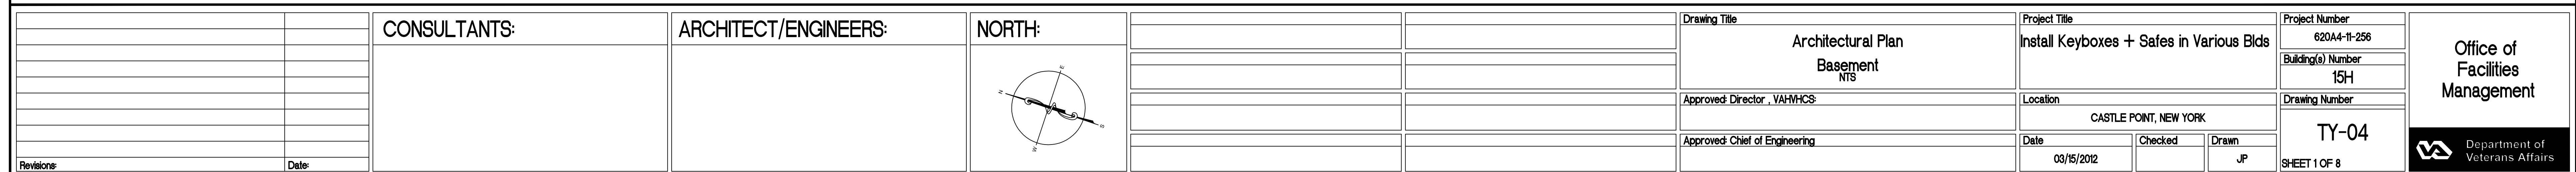 Revisions:
Date:
CONSULTANTS:
ARCHITECT/ENGINEERS:
NORTH:
E
N
S
W
Drawing Title
Architectural Plan
Basement
NTS
Approved: Director , VAHVHCS:
Approved: Chief of Engineering
Project Title
Install Keyboxes + Safes in Various Blds
Location
CASTLE POINT, NEW YORK
Date
03/15/2012
Checked
Drawn
JP
Project Number
620A4-11-256
Building(s) Number
15H
Drawing Number
TY-04
SHEET 1 OF 8
Office of
Facilities
Management
VA
Department of
Veterans Affairs